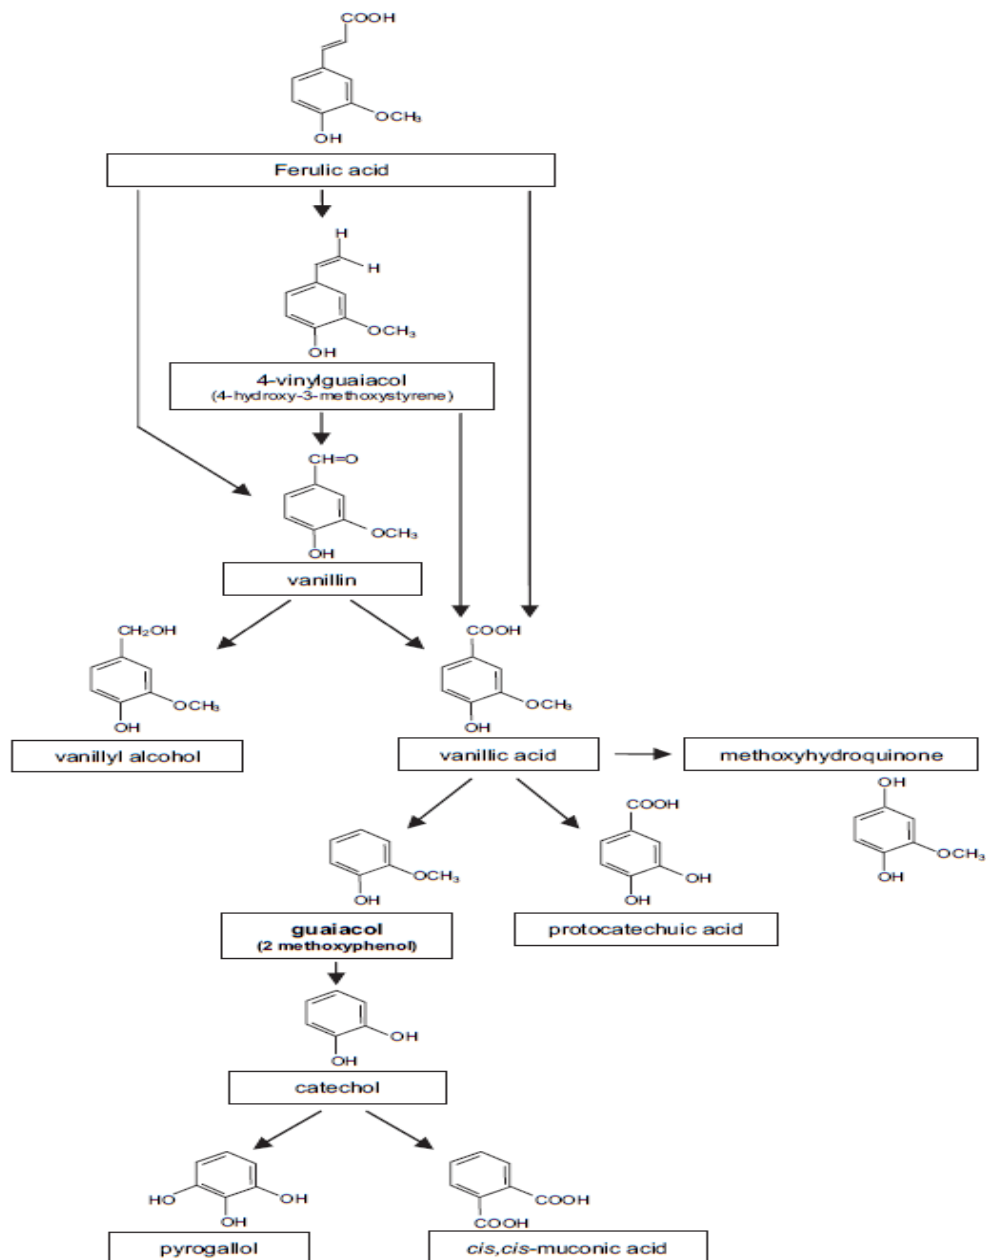 COOH
OCH₃
OH
Ferulic acid
H
H
OCH₃
OH
4-vinylguaiacol
(4-hydroxy-3-methoxystyrene)
CH=O
OCH₃
OH
vanillin
CH₂OH
OCH₃
OH
vanillyl alcohol
COOH
OCH₃
OH
vanillic acid
methoxyhydroquinone
OH
OCH₃
OH
OCH₃
OH
guaiacol
(2 methoxyphenol)
COOH
OH
OH
protocatechuic acid
OH
OH
catechol
HO
OH
OH
pyrogallol
COOH
COOH
cis,cis-muconic acid